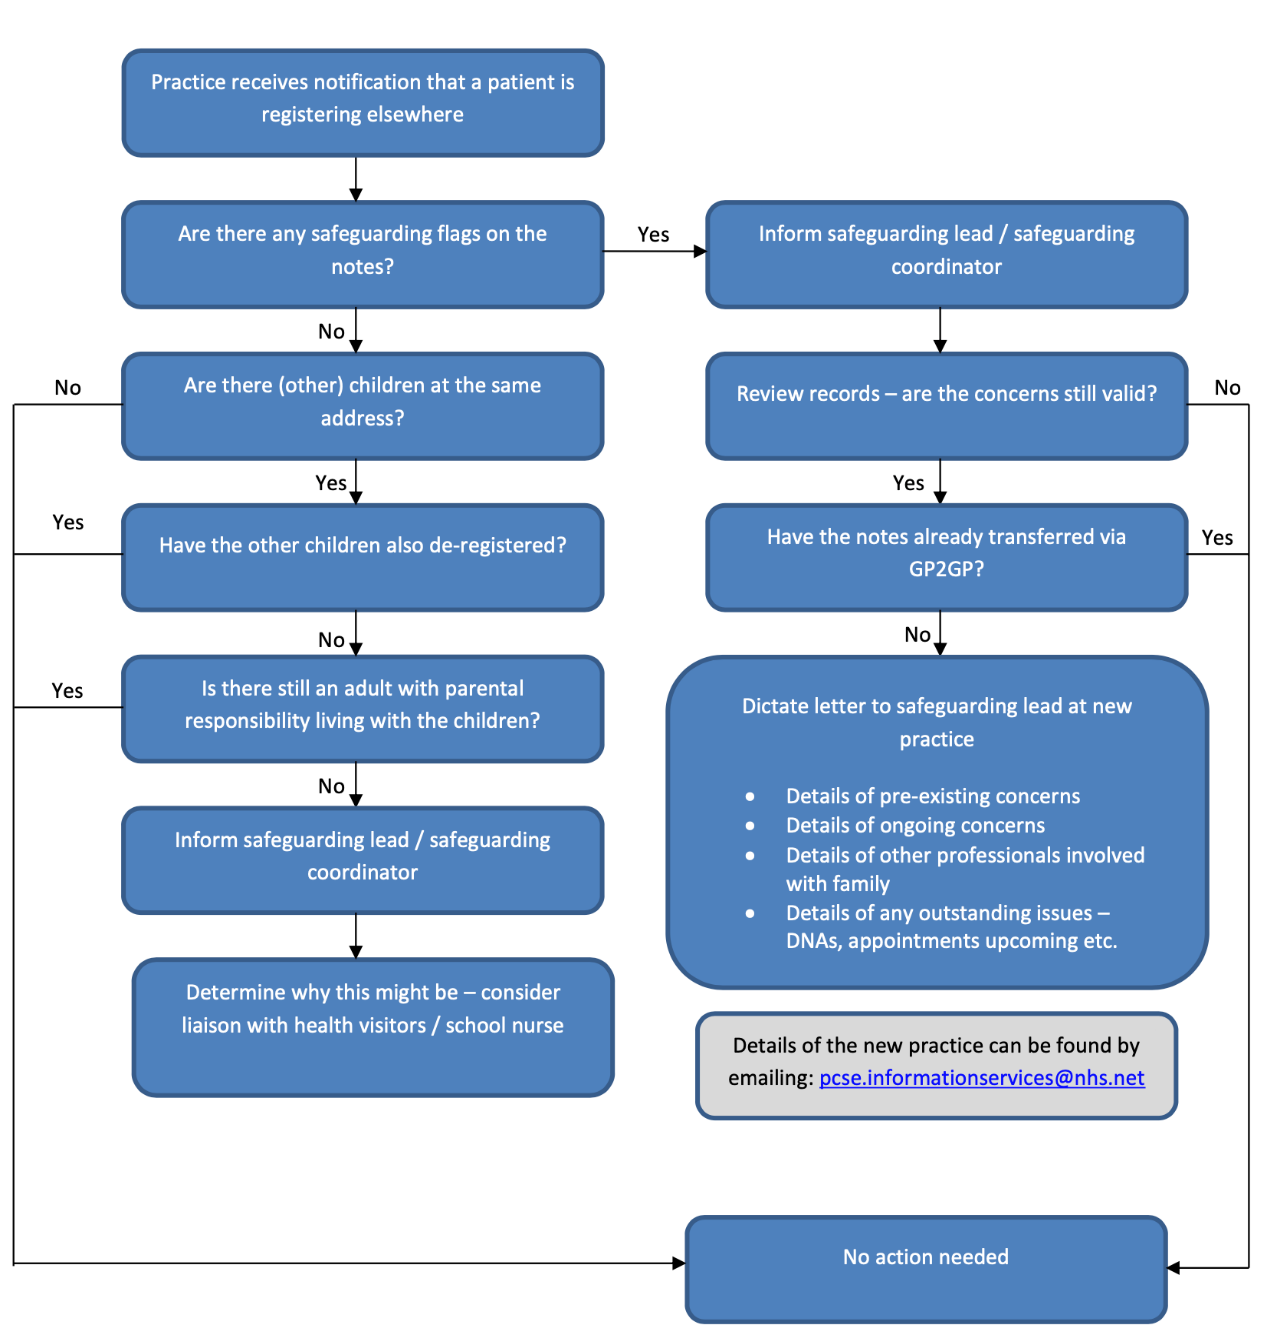 Practice receives notification that a patient is
registering elsewhere
Are there any safeguarding flags on the
notes?
Yes
Inform safeguarding lead / safeguarding
coordinator
No
No
Are there (other) children at the same
address?
Review records – are the concerns still valid?
No
Yes
Yes
Yes
Have the other children also de-registered?
Have the notes already transferred via
GP2GP?
Yes
No
No
Yes
Is there still an adult with parental
responsibility living with the children?
No
Dictate letter to safeguarding lead at new
practice
• Details of pre-existing concerns
• Details of ongoing concerns
• Details of other professionals involved
with family
• Details of any outstanding issues –
DNAs, appointments upcoming etc.
Inform safeguarding lead / safeguarding
coordinator
Determine why this might be – consider
liaison with health visitors / school nurse
Details of the new practice can be found by
emailing: pcse.informationservices@nhs.net
No action needed